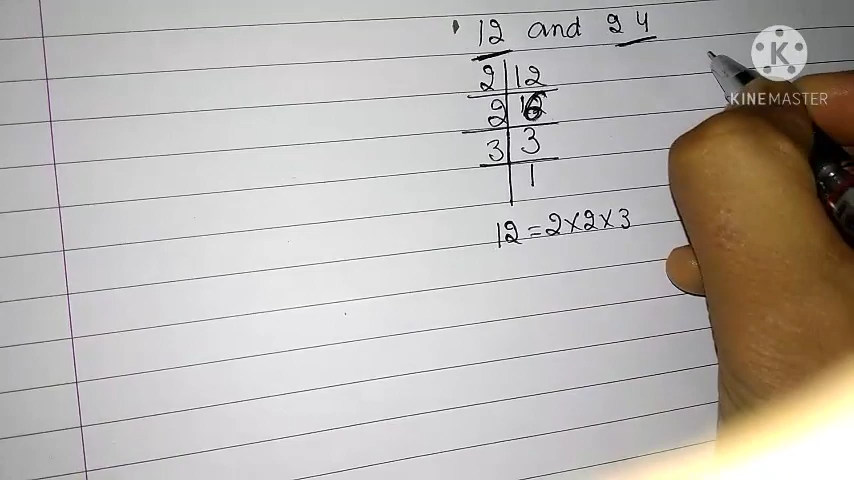 12 and 24
2 12
2 6
3 3
1
12 = 2 × 2 × 3
K
KINEMASTER